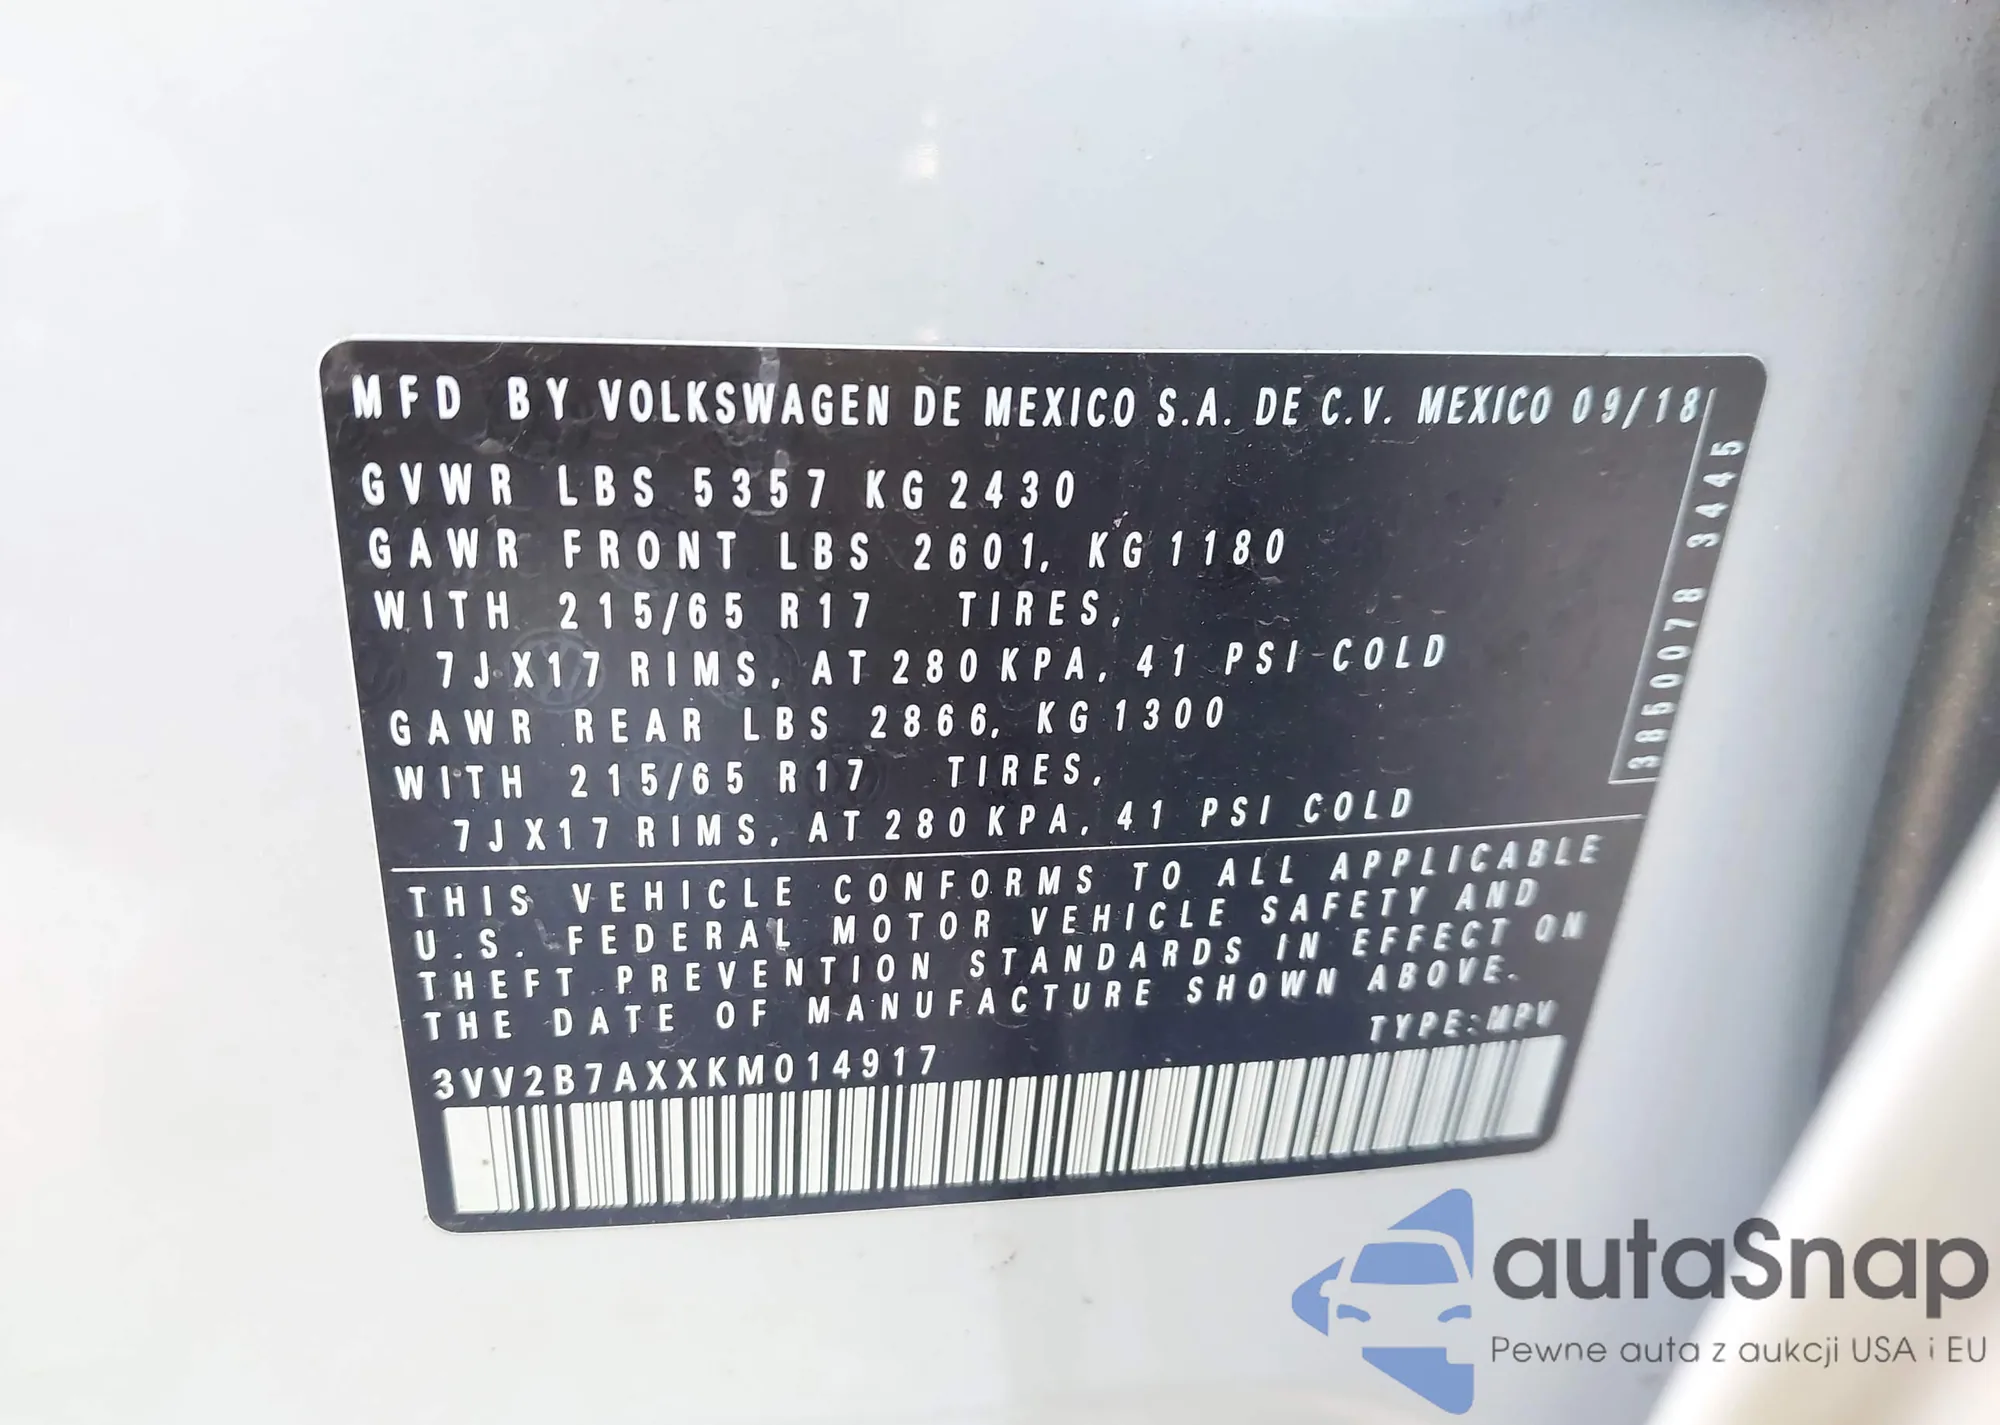 MFD BY VOLKSWAGEN DE MEXICO S.A. DE C.V. MEXICO 09/18
GVWR LBS 5357 KG 2430
GAWR FRONT LBS 2601, KG 1180
WITH 215/65 R17 TIRES,
7JX17 RIMS, AT 280 KPA, 41 PSI COLD
GAWR REAR LBS 2866, KG 1300
WITH 215/65 R17 TIRES,
7JX17 RIMS, AT 280 KPA, 41 PSI COLD
3850078 3445
THIS VEHICLE CONFORMS TO ALL APPLICABLE
U.S. FEDERAL MOTOR VEHICLE SAFETY AND
THEFT PREVENTION STANDARDS IN EFFECT ON
THE DATE OF MANUFACTURE SHOWN ABOVE.
TYPE: MPV
3VV2B7AXXKM014917
autaSnap
Pewne auta z aukcji USA i EU